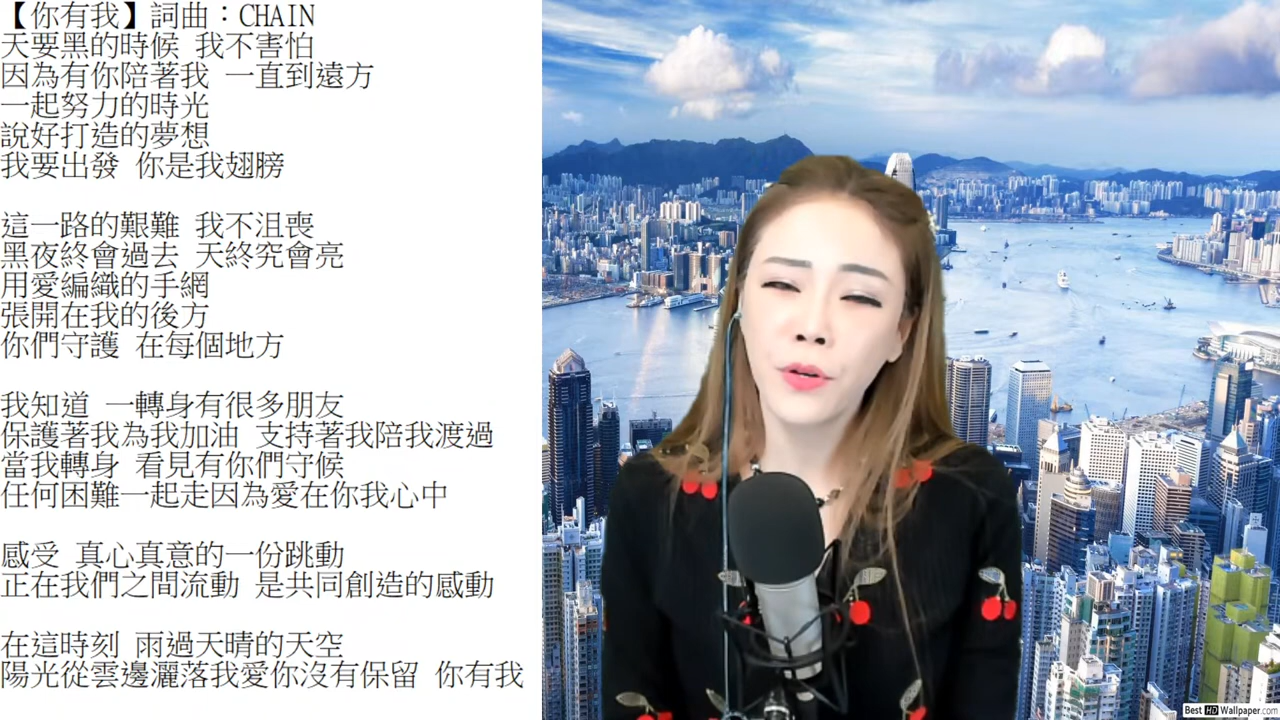 【你有我】詞曲：CHAIN
天要黑的時候 我不害怕
因為有你陪著我 一直到遠方
一起努力的時光
說好打造的夢想
我要出發 你是我翅膀
這一路的艱難 我不沮喪
黑夜終會過去 天終究會亮
用愛編織的手網
張開在我的後方
你們守護 在每個地方
我知道 一轉身有很多朋友
保護著我為我加油 支持著我陪我渡過
當我轉身 看見有你們守候
任何困難一起走因為愛在你我心中
感受 真心真意的一份跳動
正在我們之間流動 是共同創造的感動
在這時刻 雨過天晴的天空
陽光從雲邊灑落我愛你沒有保留 你有我
Best HD Wallpaper.com